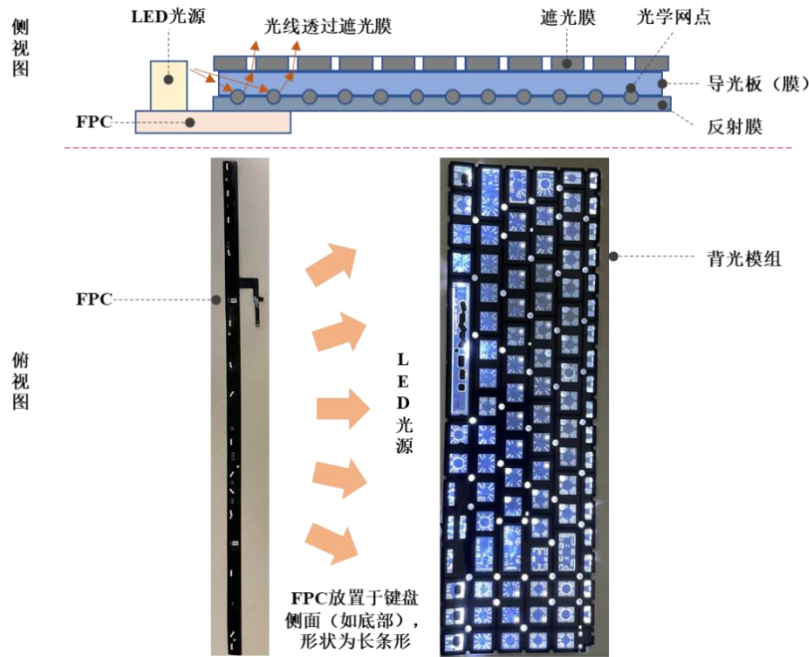 侧视图
LED光源
光线透过遮光膜
遮光膜
光学网点
导光板（膜）
反射膜
FPC
俯视图
FPC
LED光源
背光模组
FPC放置于键盘
侧面（如底部），
形状为长条形